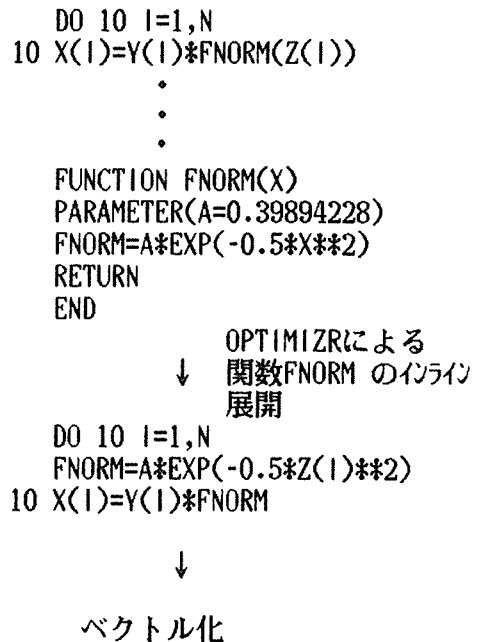 DO 10 I=1,N
10 X(I)=Y(I)*FNORM(Z(I))
・
・
・
FUNCTION FNORM(X)
PARAMETER(A=0.39894228)
FNORM=A*EXP(-0.5*X**2)
RETURN
END
OPTIMIZRによる
↓ 関数FNORM のインライン
展開
DO 10 I=1,N
FNORM=A*EXP(-0.5*Z(I)**2)
10 X(I)=Y(I)*FNORM
↓
ベクトル化